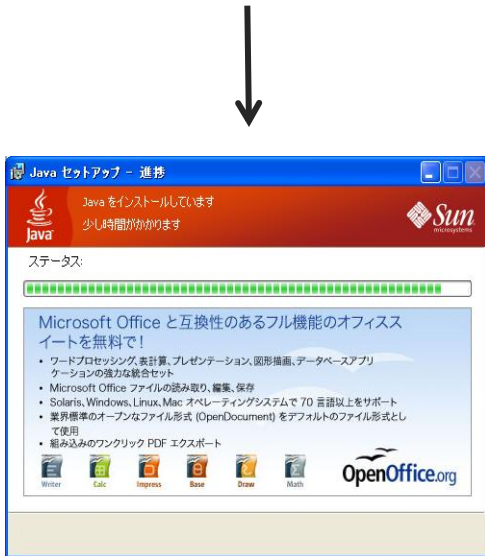 Java セットアップ - 進捗
Java をインストールしています
少し時間がかかります
Java
Sun
microsystems
ステータス:
Microsoft Office と互換性のあるフル機能のオフィスス
イートを無料で!
• ワードプロセッシング、表計算、プレゼンテーション、図形描画、データベースアプリ
ケーションの強力な統合セット
• Microsoft Office ファイルの読み取り、編集、保存
• Solaris、Windows、Linux、Mac オペレーティングシステムで 70 言語以上をサポート
• 業界標準のオープンなファイル形式 (OpenDocument) をデフォルトのファイル形式とし
て使用
• 組み込みのワンクリック PDF エクスポート
Writer Calc Impress Base Draw Math
OpenOffice.org